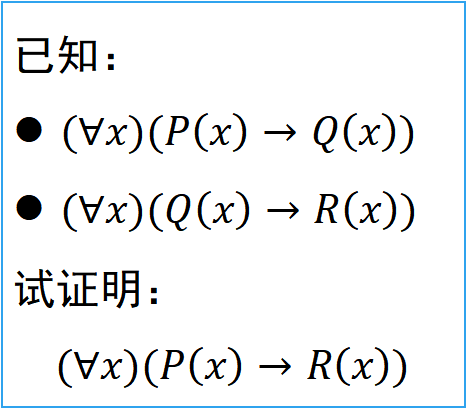 已知：
● (∀x)(P(x) → Q(x))
● (∀x)(Q(x) → R(x))
试证明：
(∀x)(P(x) → R(x))